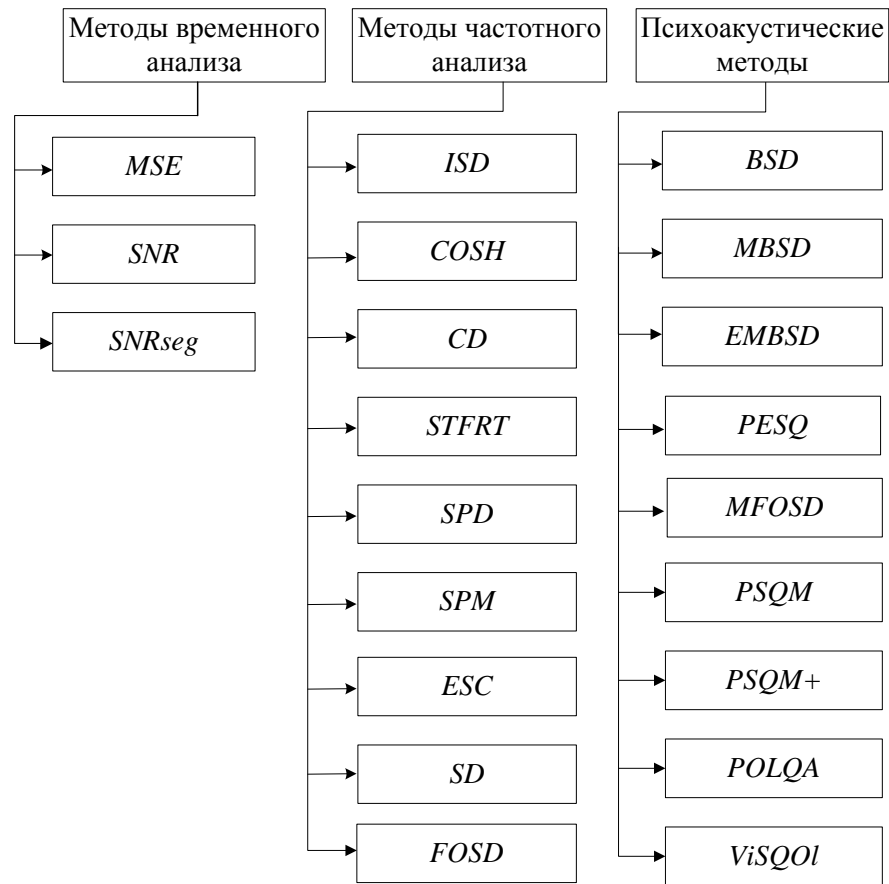 Методы временного
анализа
MSE
SNR
SNRseg
Методы частотного
анализа
ISD
COSH
CD
STFRT
SPD
SPM
ESC
SD
FOSD
Психоакустические
методы
BSD
MBSD
EMBSD
PESQ
MFOSD
PSQM
PSQM+
POLQA
ViSQOl